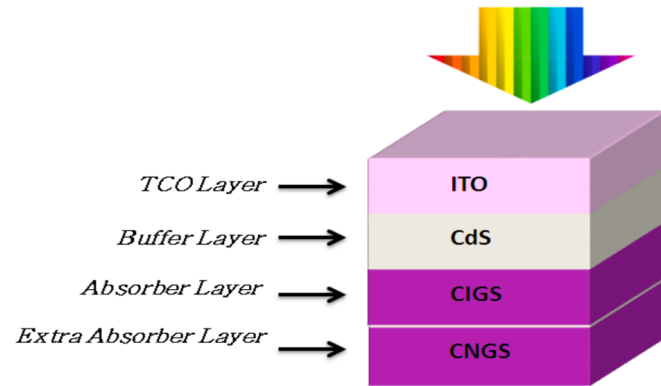 TCO Layer
ITO
Buffer Layer
CdS
Absorber Layer
CIGS
Extra Absorber Layer
CNGS